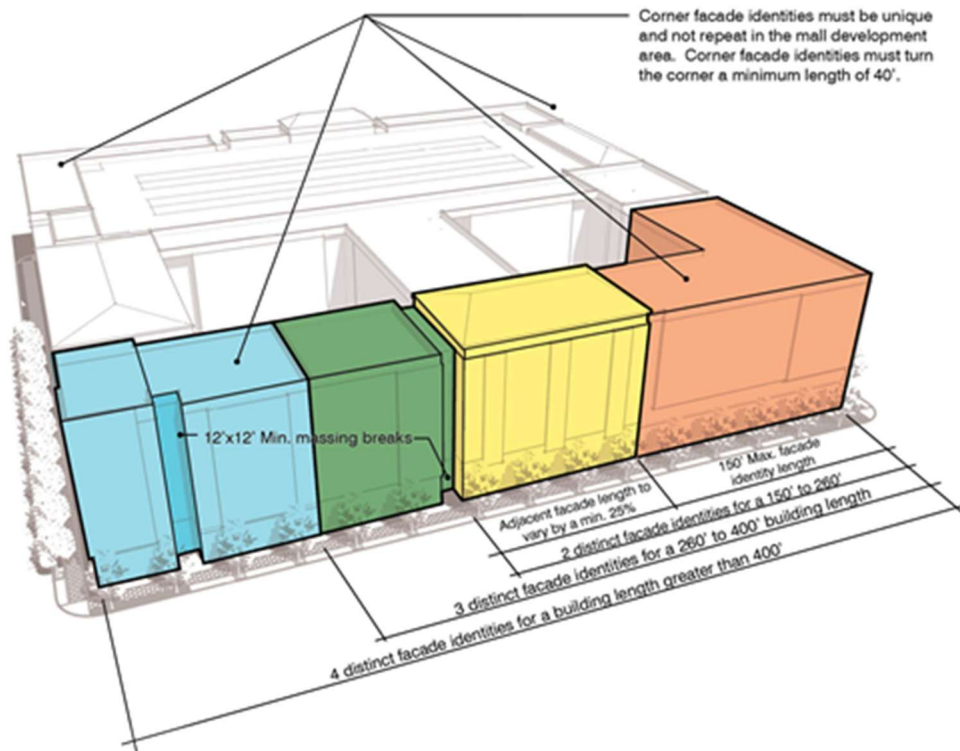 Corner facade identities must be unique
and not repeat in the mall development
area.  Corner facade identities must turn
the corner a minimum length of 40'.
12'x12' Min. massing breaks
150' Max. facade
identity length
Adjacent facade length to
vary by a min. 25%
2 distinct facade identities for a 150' to 260'
3 distinct facade identities for a 260' to 400' building length
4 distinct facade identities for a building length greater than 400'